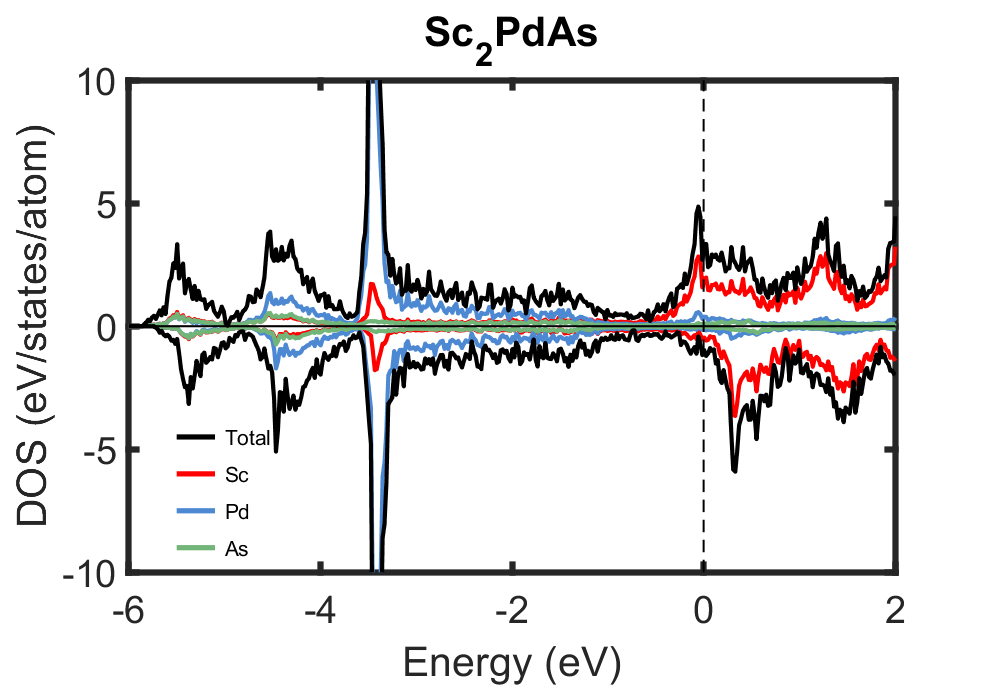 Sc₂PdAs
DOS (eV/states/atom)
10
5
0
-5
-10
Total
Sc
Pd
As
-6 -4 -2 0 2
Energy (eV)